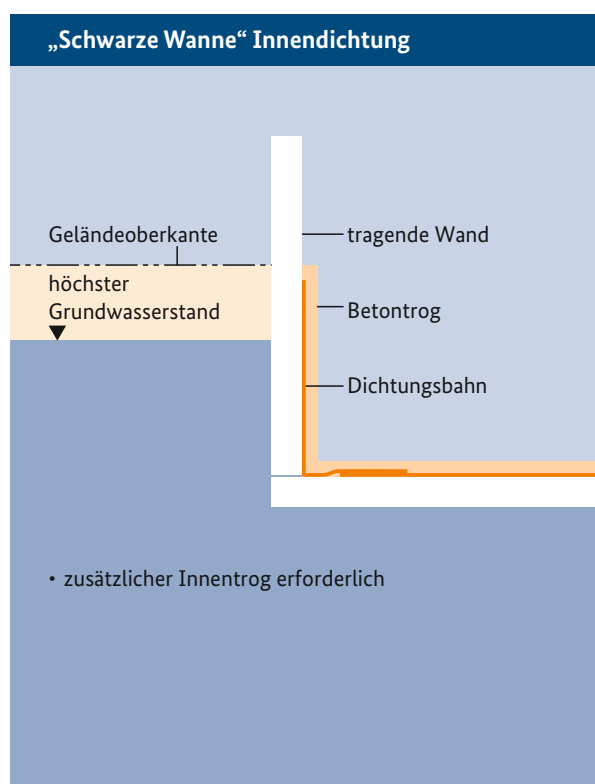 „Schwarze Wanne“ Innendichtung
Geländeoberkante
tragende Wand
höchster
Grundwasserstand
Betontrog
Dichtungsbahn
• zusätzlicher Innentrog erforderlich